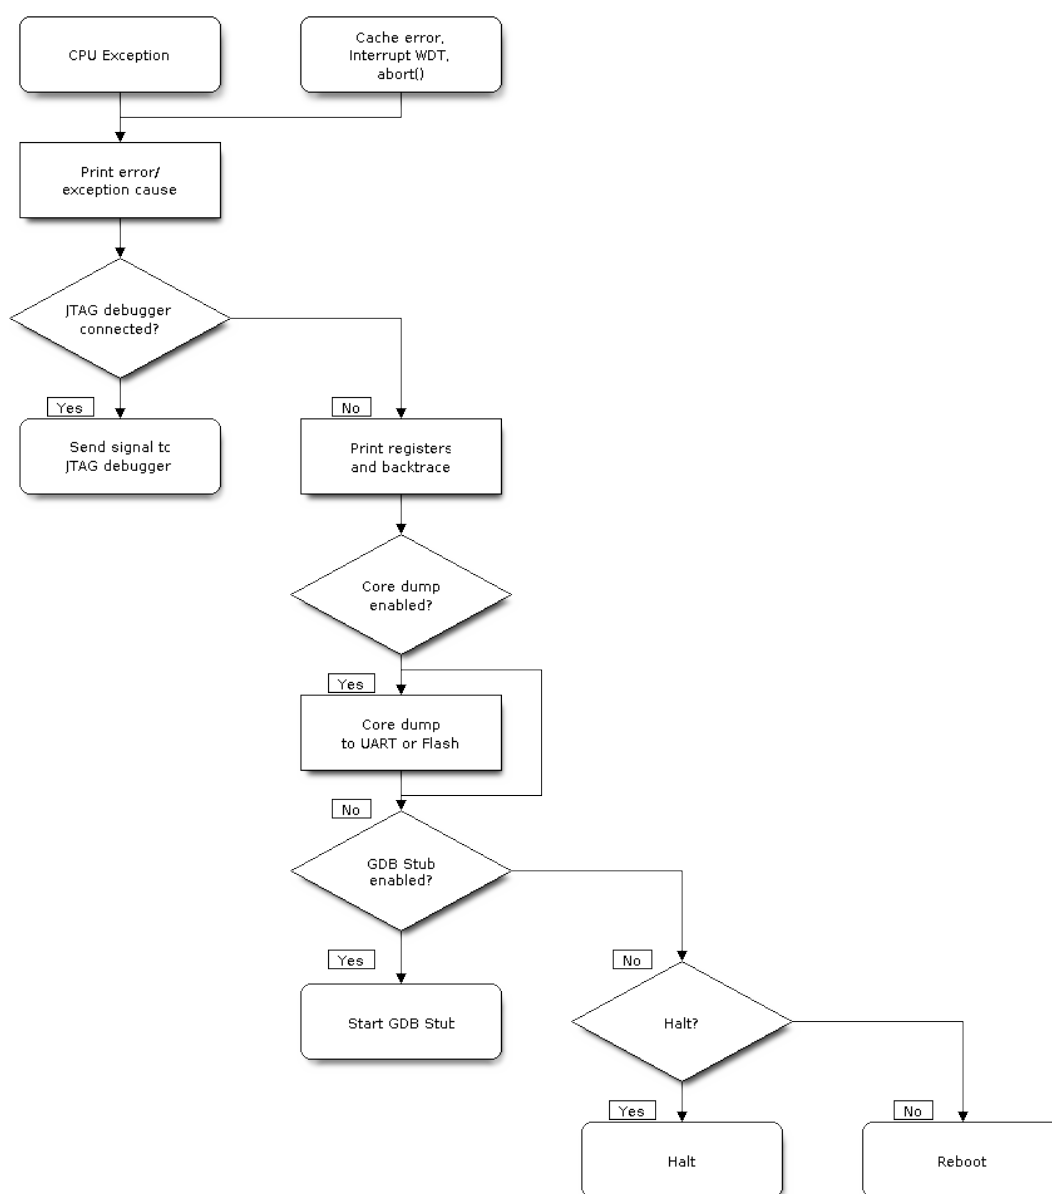 CPU Exception
Cache error,
Interrupt WDT,
abort()
Print error/
exception cause
JTAG debugger
connected?
Yes
No
Send signal to
JTAG debugger
Print registers
and backtrace
Core dump
enabled?
Yes
Core dump
to UART or Flash
No
GDB Stub
enabled?
Yes
No
Start GDB Stub
Halt?
Yes
No
Halt
Reboot